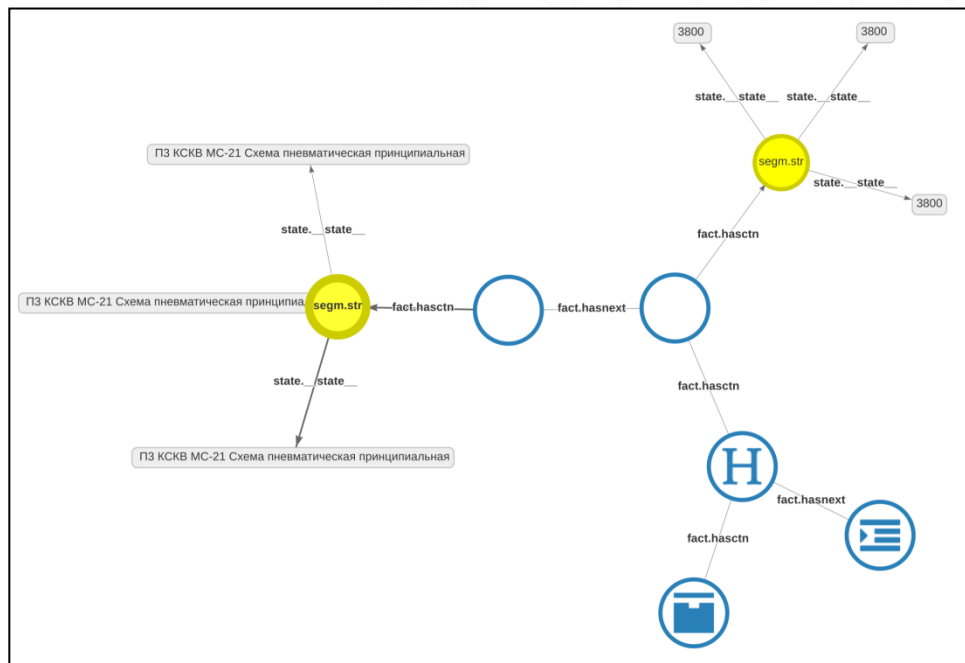 3800
3800
state.__state__
state.__state__
П3 КСКВ МС-21 Схема пневматическая принципиальная
segm.str
state.__state__
3800
state.__state__
fact.hasctn
П3 КСКВ МС-21 Схема пневматическая
segm.str
fact.hasctn
fact.hasnext
state.__state__
fact.hasctn
П3 КСКВ МС-21 Схема пневматическая принципиальная
H
fact.hasnext
fact.hasctn